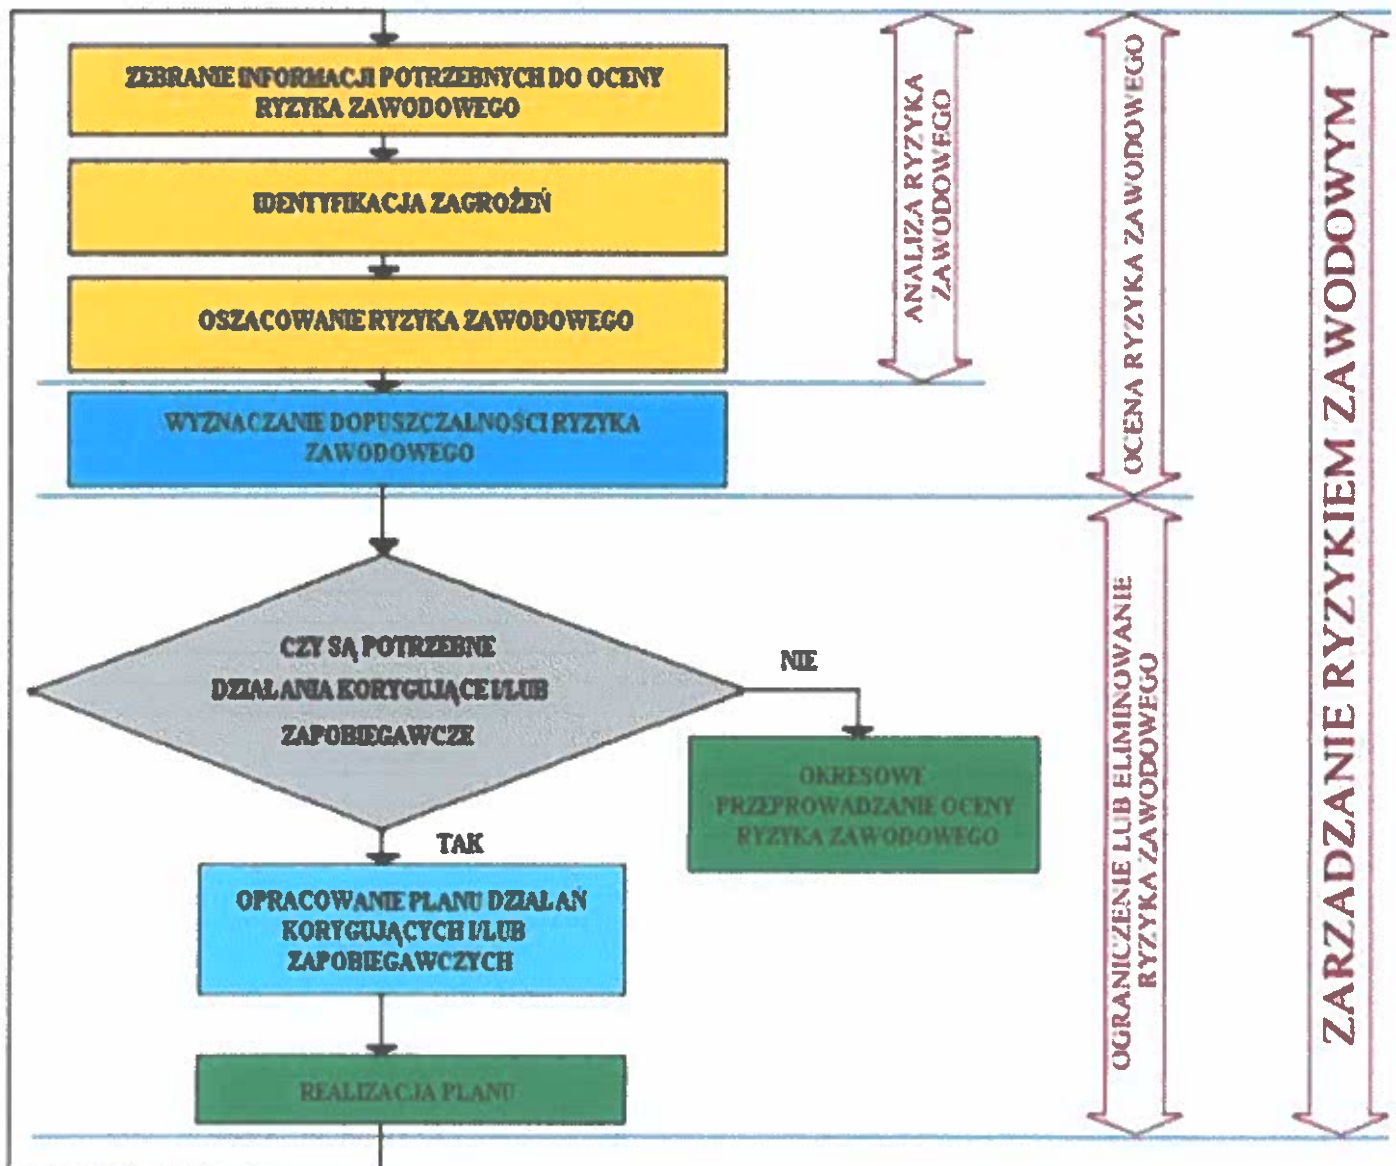 ZEBRANIE INFORMACJI POTRZEBNYCH DO OCENY
RYZYKA ZAWODOWEGO
IDENTYFIKACJA ZAGROŻEŃ
OSZACOWANIE RYZYKA ZAWODOWEGO
WYZNACZANIE DOPUSZCZALNOŚCI RYZYKA
ZAWODOWEGO
CZY SĄ POTRZEBNE
DZIAŁANIA KORYGUJĄCE I/LUB
ZAPOBIEGAWCZE
NIE
OKRESOWY
PRZEPROWADZANIE OCENY
RYZYKA ZAWODOWEGO
TAK
OPRACOWANIE PLANU DZIAŁAŃ
KORYGUJĄCYCH I/LUB
ZAPOBIEGAWCZYCH
REALIZACJA PLANU
ANALIZA RYZYKA
ZAWODOWEGO
OCENA RYZYKA ZAWODOWEGO
OGRANICZENIE LUB ELIMINOWANIE
RYZYKA ZAWODOWEGO
ZARZADZANIE RYZYKIEM ZAWODOWYM